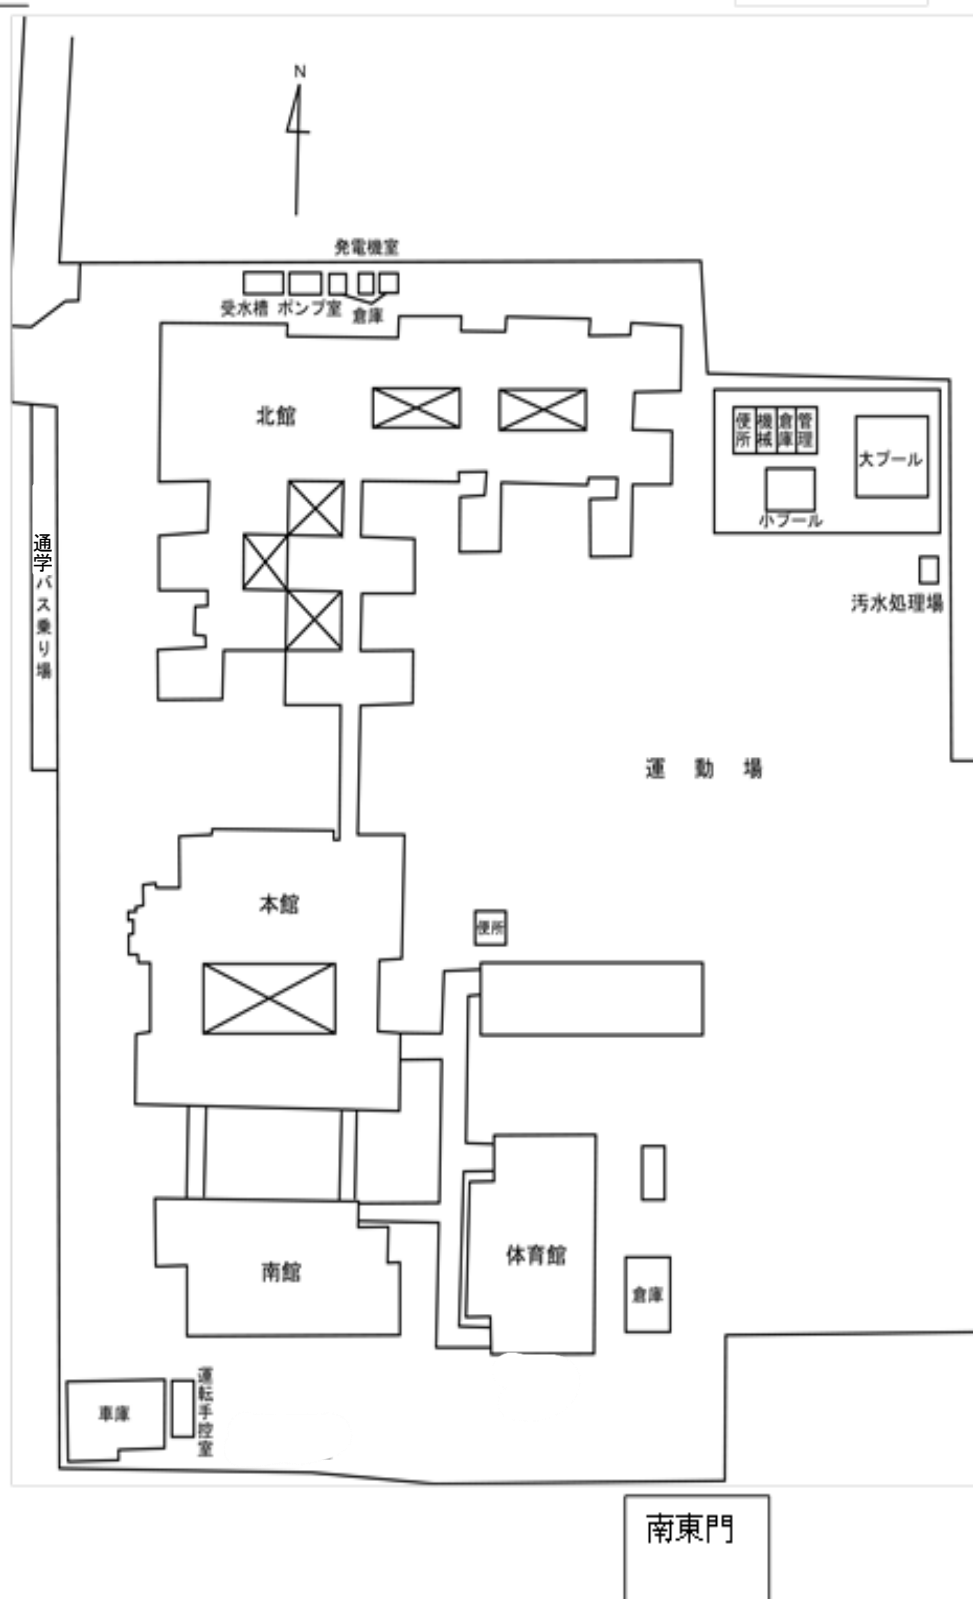 N
発電機室
受水槽
ポンプ室
倉庫
北館
便所
機械
倉庫
管理
大プール
小プール
汚水処理場
通学バス乗り場
運動場
本館
便所
体育館
南館
倉庫
運転手控室
車庫
南東門